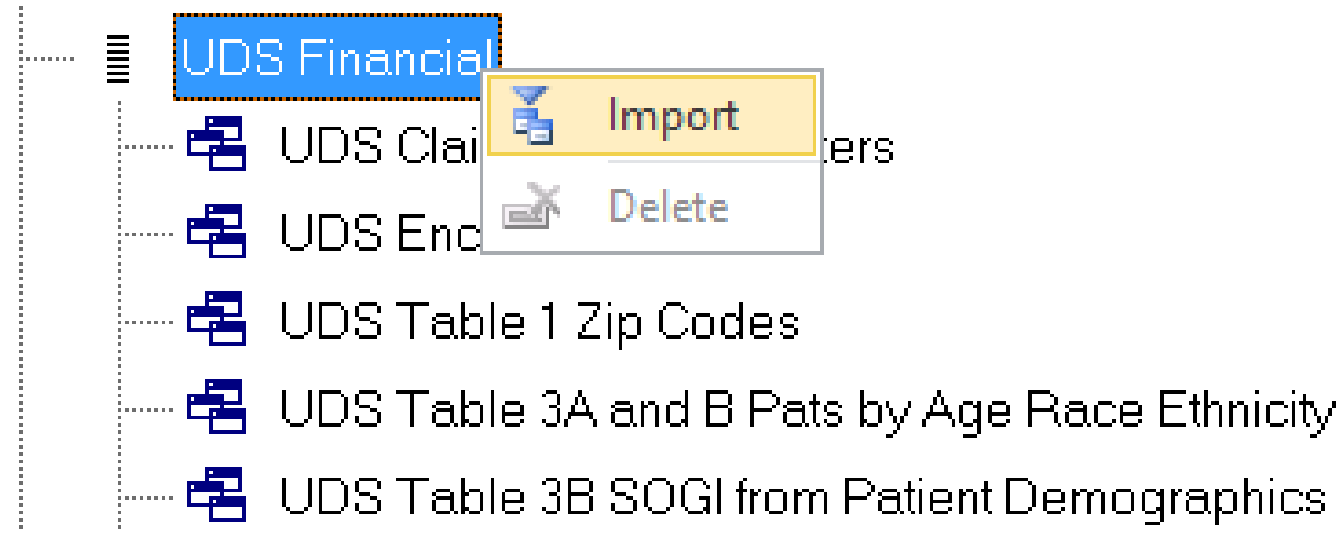 UDS Financial
Import
UDS Clai ters
Delete
UDS Enc
UDS Table 1 Zip Codes
UDS Table 3A and B Pats by Age Race Ethnicity
UDS Table 3B SOGI from Patient Demographics